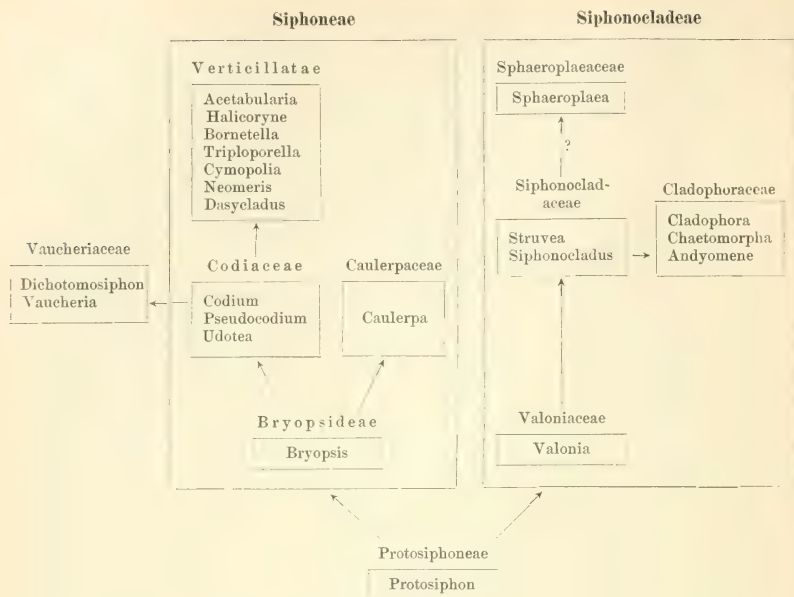 Siphoneae
Verticillatae
Acetabularia
Halicoryne
Bornetella
Triploporella
Cymopolia
Neomeris
Dasycladus
Vaucheriaceae
Dichotomosiphon
Vaucheria
Codiaceae
Codium
Pseudocodium
Udotea
Caulerpaceae
Caulerpa
Bryopsideae
Bryopsis
Siphonocladeae
Sphaeroplaeaceae
Sphaeroplaea
?
Siphonoclad-
aceae
Struvea
Siphonocladus
Cladophoraceae
Cladophora
Chaetomorpha
Andyomene
Valoniaceae
Valonia
Protosiphoneae
Protosiphon